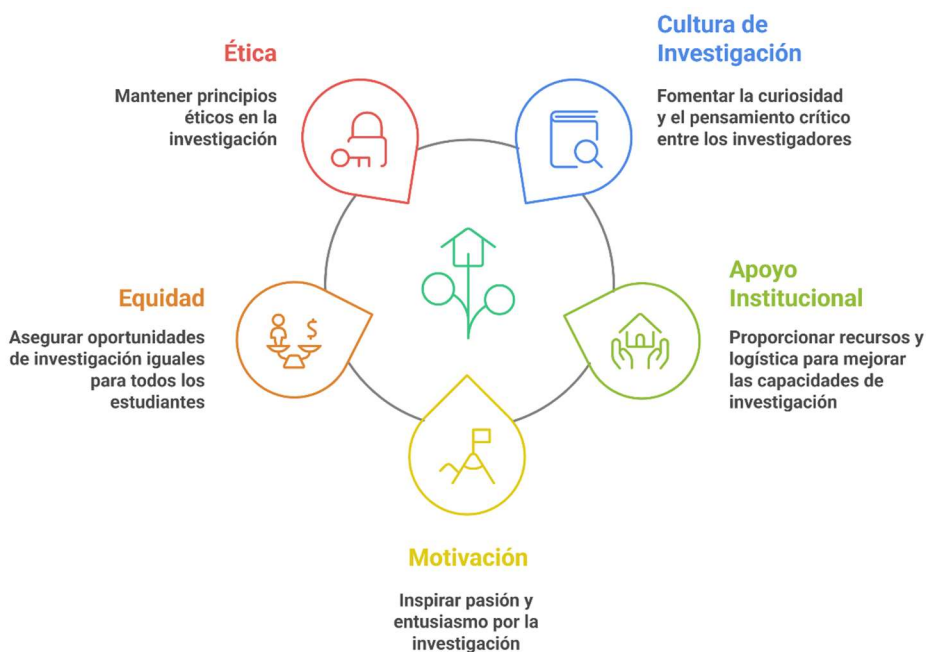 Ética
Mantener principios
éticos en la
investigación
Cultura de
Investigación
Fomentar la curiosidad
y el pensamiento crítico
entre los investigadores
Equidad
Asegurar oportunidades
de investigación iguales
para todos los
estudiantes
$
Apoyo
Institucional
Proporcionar recursos y
logística para mejorar
las capacidades de
investigación
Motivación
Inspirar pasión y
entusiasmo por la
investigación